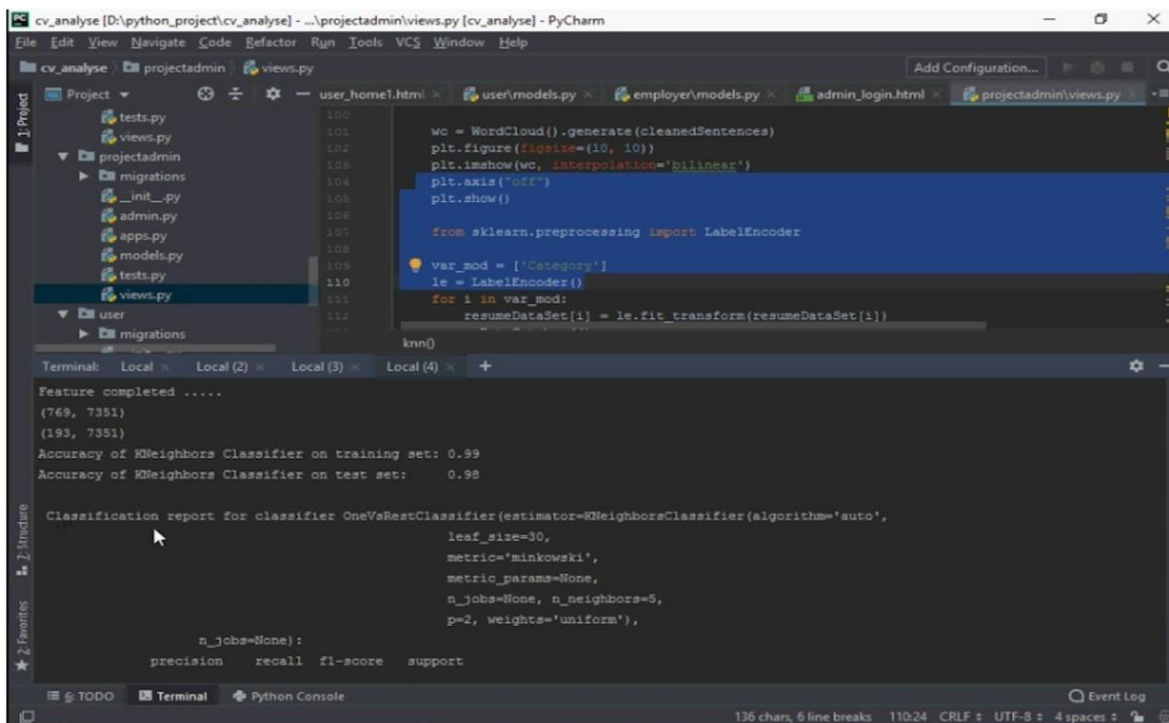 cv_analyse [D:\python_project\cv_analyse] - ...\projectadmin\views.py [cv_analyse] - PyCharm
File Edit View Navigate Code Refactor Run Tools VCS Window Help
cv_analyse projectadmin views.py Add Configuration...
Project user_home1.html user\models.py employer\models.py admin_login.html projectadmin\views.py
1: Project
tests.py
views.py
projectadmin
migrations
__init__.py
admin.py
apps.py
models.py
tests.py
views.py
user
migrations
100
101 wc = WordCloud().generate(cleanedSentences)
102 plt.figure(figsize=(10, 10))
103 plt.imshow(wc, interpolation='bilinear')
104 plt.axis("off")
105 plt.show()
106
107 from sklearn.preprocessing import LabelEncoder
108
109 var_mod = ['Category']
110 le = LabelEncoder()
111 for i in var_mod:
112 resumeDataSet[i] = le.fit_transform(resumeDataSet[i])
knn()
Terminal: Local Local (2) Local (3) Local (4) +
Feature completed .....
(769, 7351)
(193, 7351)
Accuracy of KNeighbors Classifier on training set: 0.99
Accuracy of KNeighbors Classifier on test set: 0.98
Classification report for classifier OneVsRestClassifier(estimator=KNeighborsClassifier(algorithm='auto',
leaf_size=30,
metric='minkowski',
metric_params=None,
n_jobs=None, n_neighbors=5,
p=2, weights='uniform'),
n_jobs=None):
precision recall f1-score support
Z: Structure
2: Favorites
6: TODO Terminal Python Console Event Log
136 chars, 6 line breaks 110:24 CRLF UTF-8 4 spaces